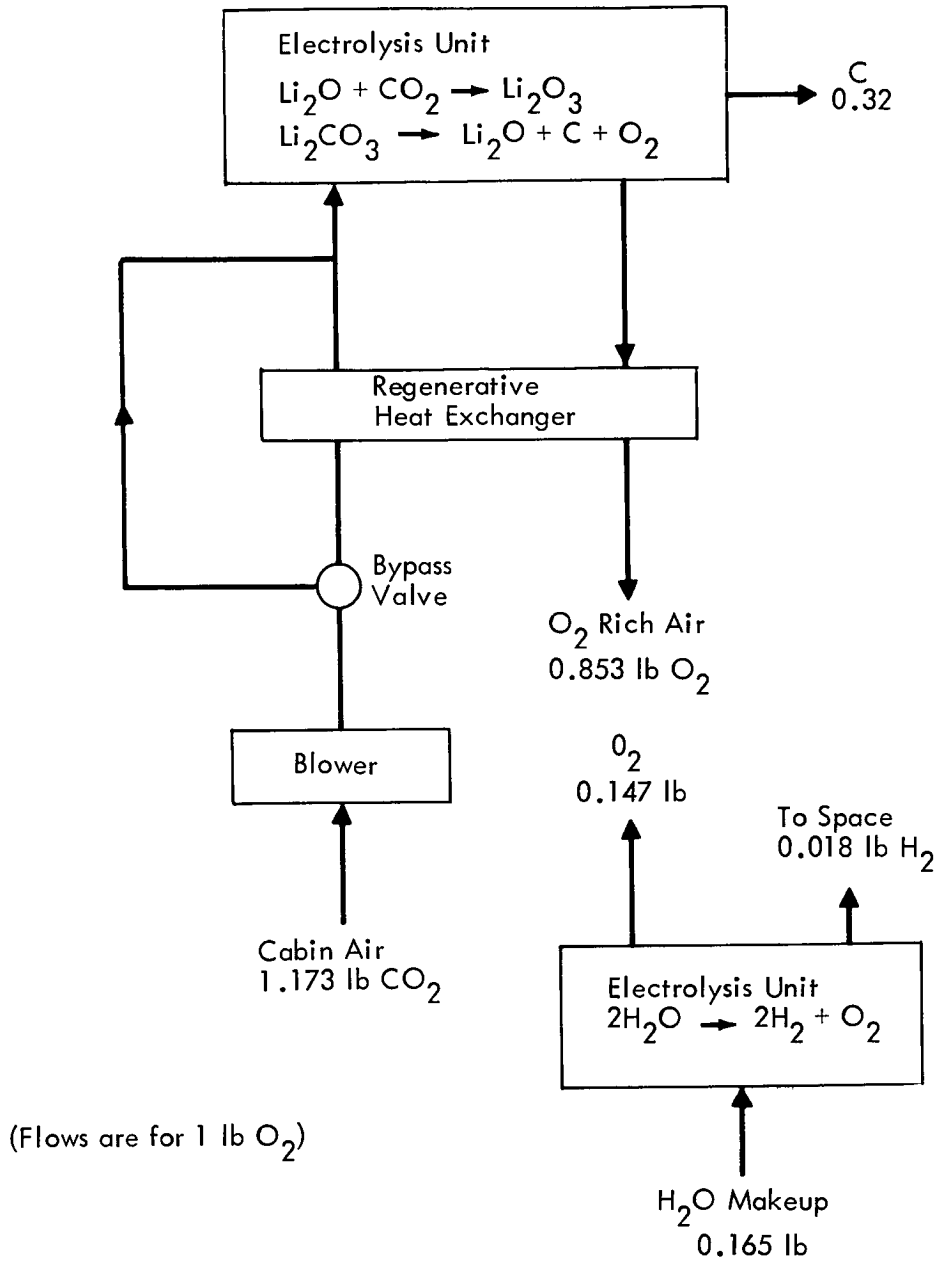 Electrolysis Unit
Li₂O + CO₂ → Li₂O₃
Li₂CO₃ → Li₂O + C + O₂
C
0.32
Regenerative
Heat Exchanger
Bypass
Valve
O₂ Rich Air
0.853 lb O₂
Blower
0₂
0.147 lb
To Space
0.018 lb H₂
Cabin Air
1.173 lb CO₂
Electrolysis Unit
2H₂O → 2H₂ + O₂
(Flows are for 1 lb O₂)
H₂O Makeup
0.165 lb